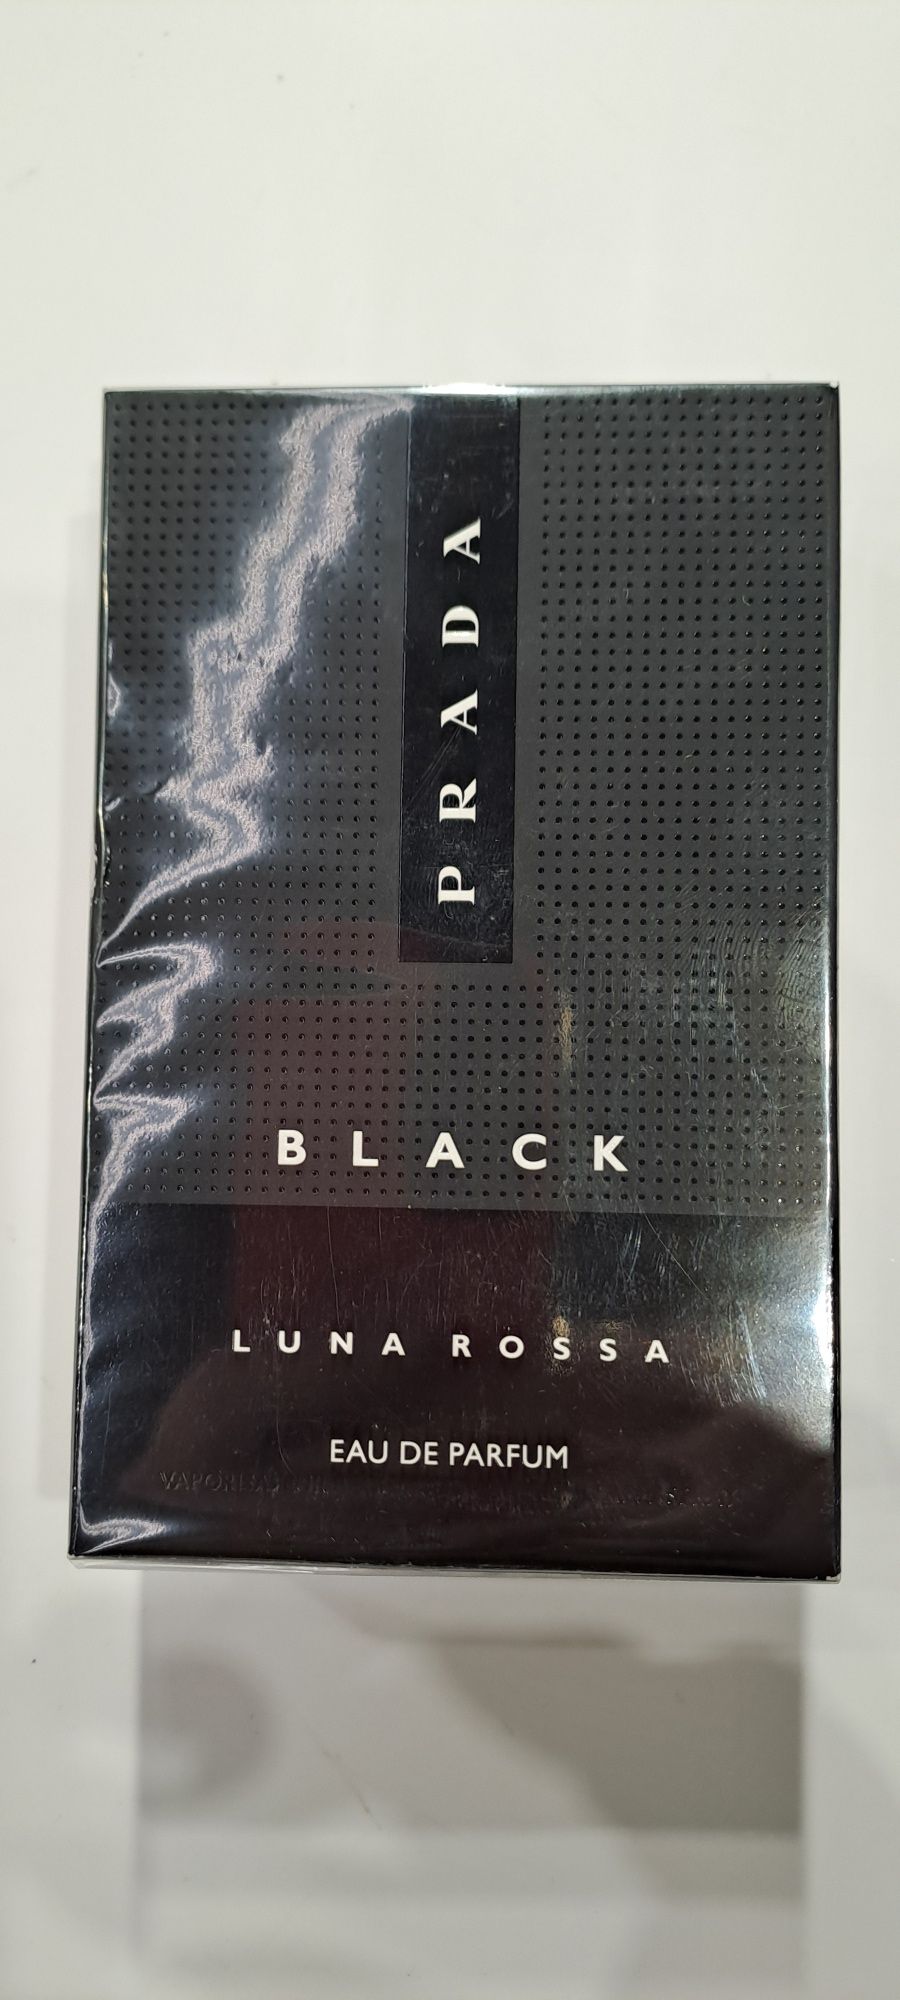 PRADA
BLACK
LUNA ROSSA
EAU DE PARFUM